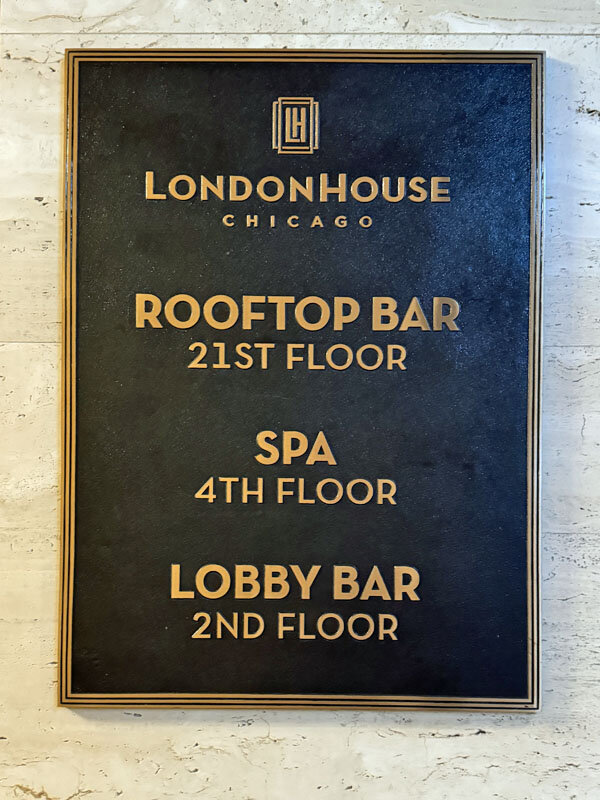 LH
LONDONHOUSE
CHICAGO
ROOFTOP BAR
21ST FLOOR
SPA
4TH FLOOR
LOBBY BAR
2ND FLOOR